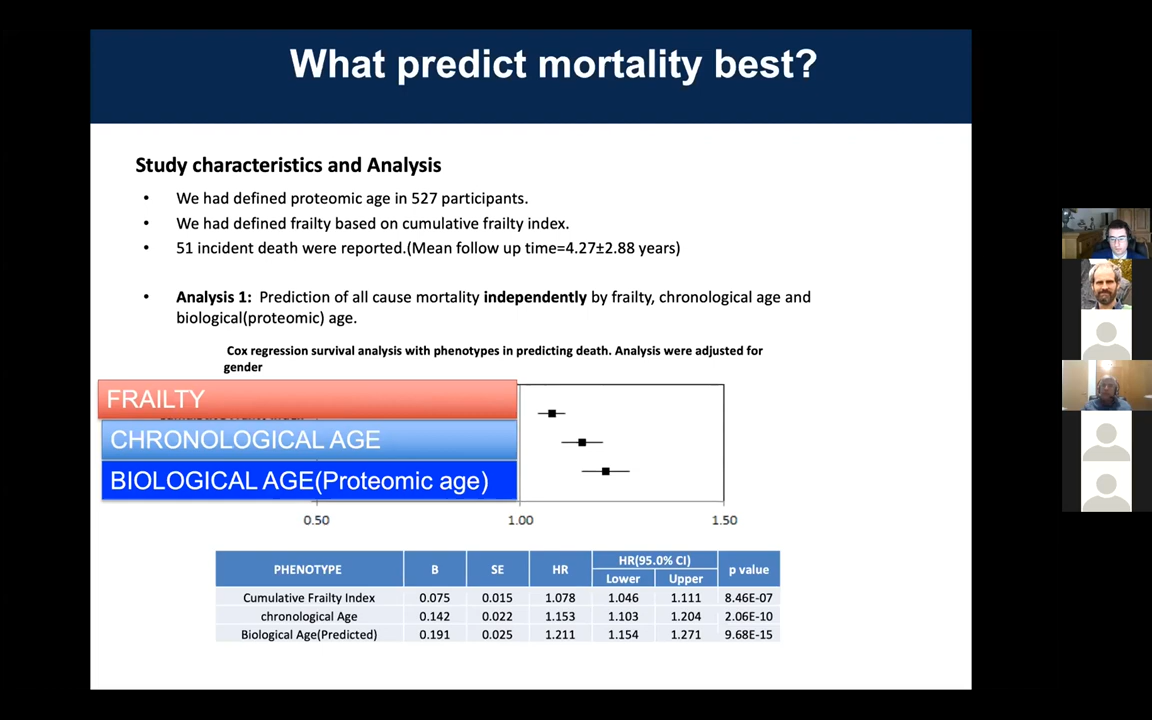 What predict mortality best?
Study characteristics and Analysis
• We had defined proteomic age in 527 participants.
• We had defined frailty based on cumulative frailty index.
• 51 incident death were reported.(Mean follow up time=4.27±2.88 years)
• Analysis 1: Prediction of all cause mortality independently by frailty, chronological age and
biological(proteomic) age.
Cox regression survival analysis with phenotypes in predicting death. Analysis were adjusted for
gender
FRAILTY
CHRONOLOGICAL AGE
BIOLOGICAL AGE(Proteomic age)
0.50 1.00 1.50
PHENOTYPE B SE HR HR(95.0% CI) p value
Lower Upper
Cumulative Frailty Index 0.075 0.015 1.078 1.046 1.111 8.46E-07
chronological Age 0.142 0.022 1.153 1.103 1.204 2.06E-10
Biological Age(Predicted) 0.191 0.025 1.211 1.154 1.271 9.68E-15